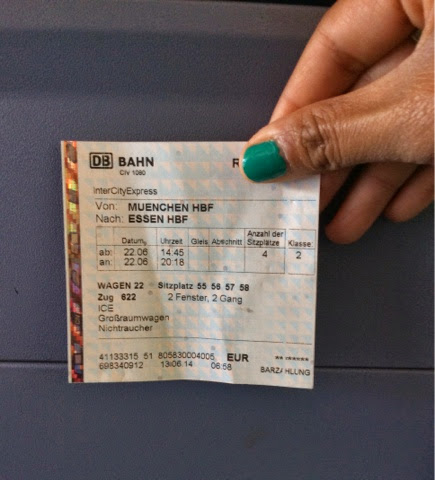 DB BAHN R
CIV 1080
InterCityExpress
Von: MUENCHEN HBF
Nach: ESSEN HBF
Datum Uhrzeit Gleis Abschnitt Anzahl der Sitzplätze Klasse
ab: 22.06 14:45 4 2
an: 22.06 20:18
WAGEN 22 Sitzplatz 55 56 57 58
Zug 622 2 Fenster, 2 Gang
ICE
Großraumwagen
Nichtraucher
41133315 51 805830004005 EUR **,******
698340912 13.06.14 06:58 BARZAHLUNG